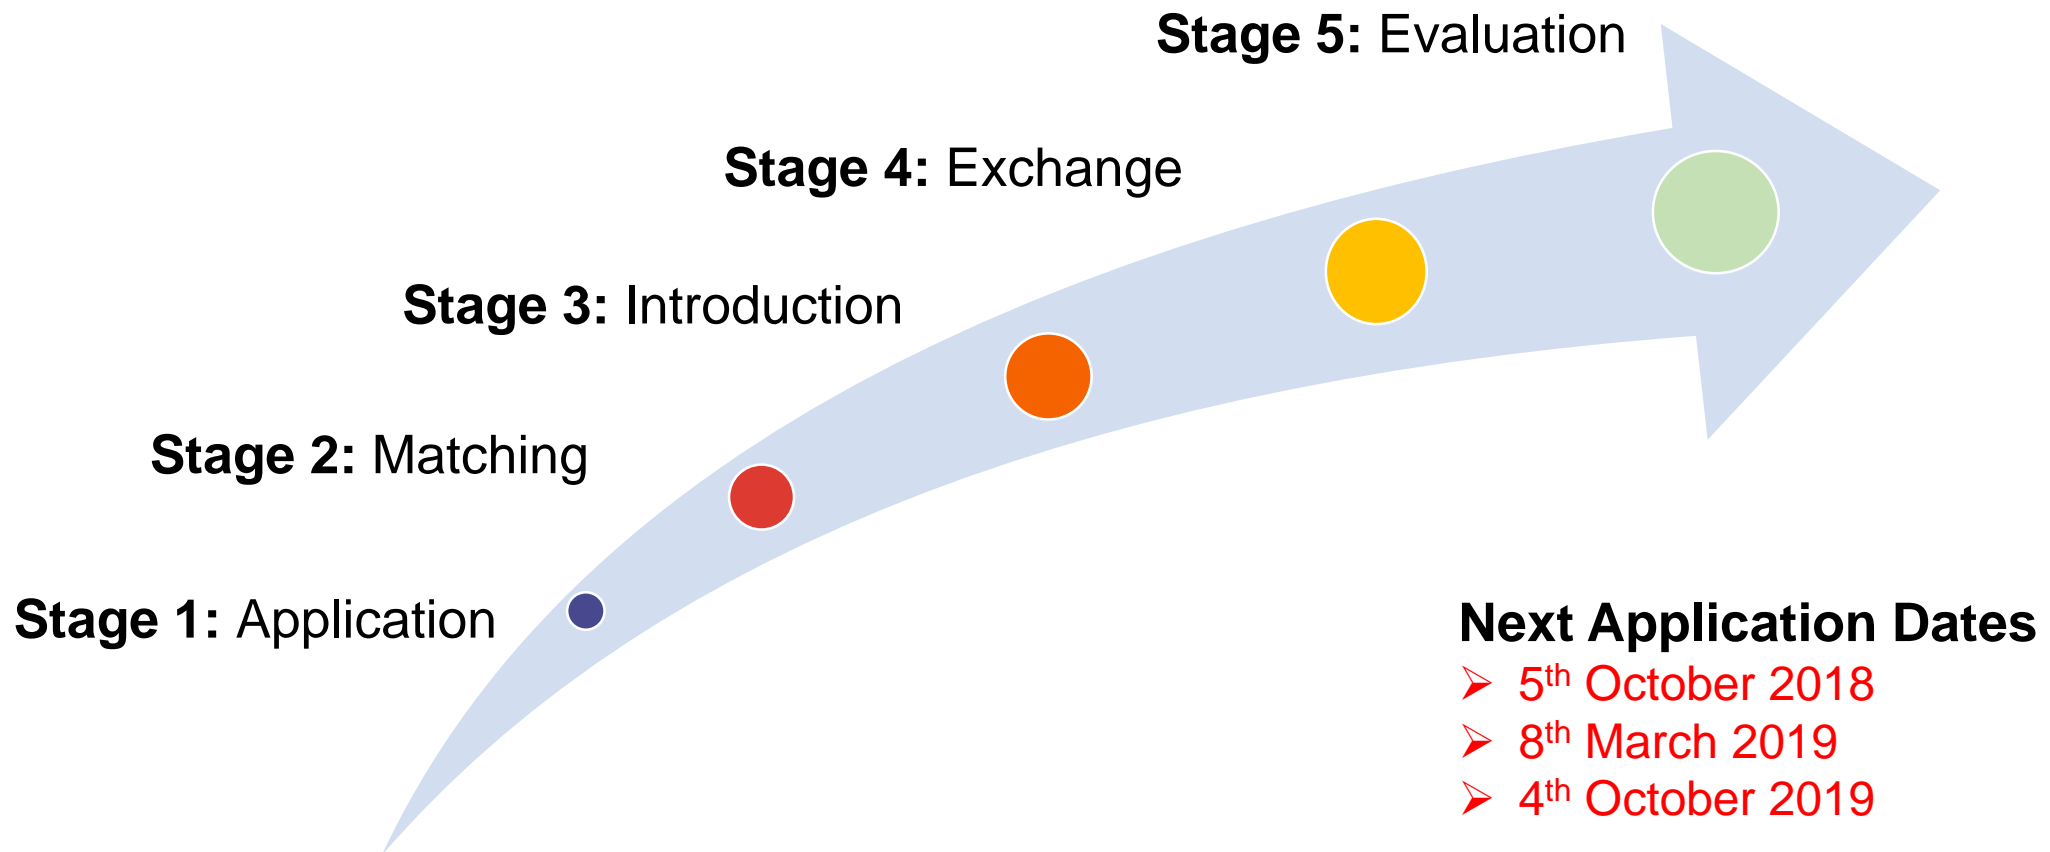 Stage 5: Evaluation
Stage 4: Exchange
Stage 3: Introduction
Stage 2: Matching
Stage 1: Application
Next Application Dates
➢ 5th October 2018
➢ 8th March 2019
➢ 4th October 2019